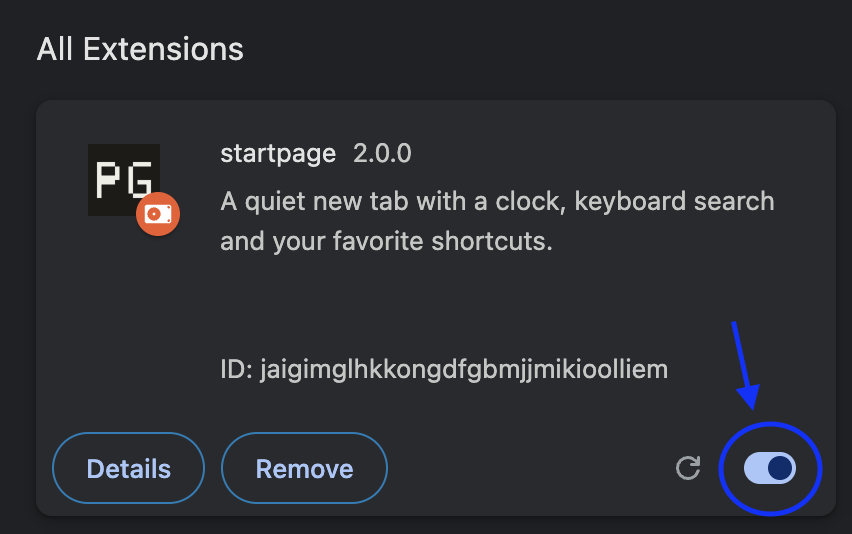 All Extensions
PG
startpage 2.0.0
A quiet new tab with a clock, keyboard search
and your favorite shortcuts.
ID: jaigimglhkkongdfgbmjjmikioolliem
Details
Remove